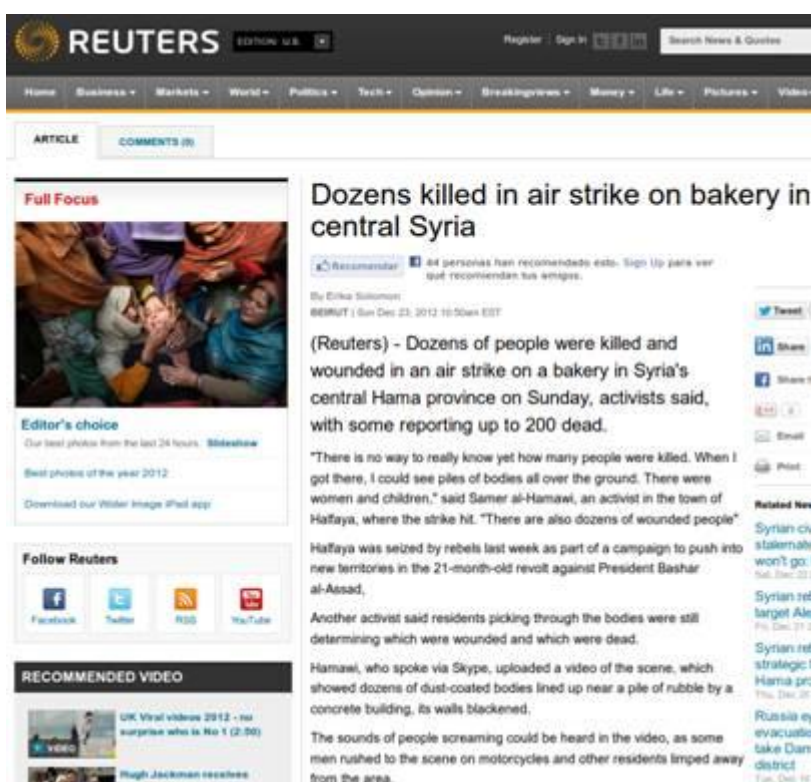 REUTERS
EDITION: U.S.
Register
Sign In
Search News & Quotes
Home
Business
Markets
World
Politics
Tech
Opinion
Breakingviews
Money
Life
Pictures
Video
ARTICLE
COMMENTS (0)
Full Focus
Editor's choice
Our best photos from the last 24 hours. Slideshow
Best photos of the year 2012
Download our Wider Image iPad app
Follow Reuters
Facebook
Twitter
RSS
YouTube
RECOMMENDED VIDEO
VIDEO
UK Viral videos 2012 - no
surprise who is No 1 (2:50)
Hugh Jackman receives
Dozens killed in air strike on bakery in
central Syria
Recomendar
44 personas han recomendado esto. Sign Up para ver
qué recomiendan tus amigos.
By Erika Solomon
BEIRUT | Sun Dec 23, 2012 10:50am EST
(Reuters) - Dozens of people were killed and
wounded in an air strike on a bakery in Syria's
central Hama province on Sunday, activists said,
with some reporting up to 200 dead.
"There is no way to really know yet how many people were killed. When I
got there, I could see piles of bodies all over the ground. There were
women and children," said Samer al-Hamawi, an activist in the town of
Halfaya, where the strike hit. "There are also dozens of wounded people"
Halfaya was seized by rebels last week as part of a campaign to push into
new territories in the 21-month-old revolt against President Bashar
al-Assad,
Another activist said residents picking through the bodies were still
determining which were wounded and which were dead.
Hamawi, who spoke via Skype, uploaded a video of the scene, which
showed dozens of dust-coated bodies lined up near a pile of rubble by a
concrete building, its walls blackened.
The sounds of people screaming could be heard in the video, as some
men rushed to the scene on motorcycles and other residents limped away
from the area.
Tweet
Share
Share
Email
Print
Related
Syrian
won't go:
Syrian
target
Syrian
strategic
Hama
Russia
take
district